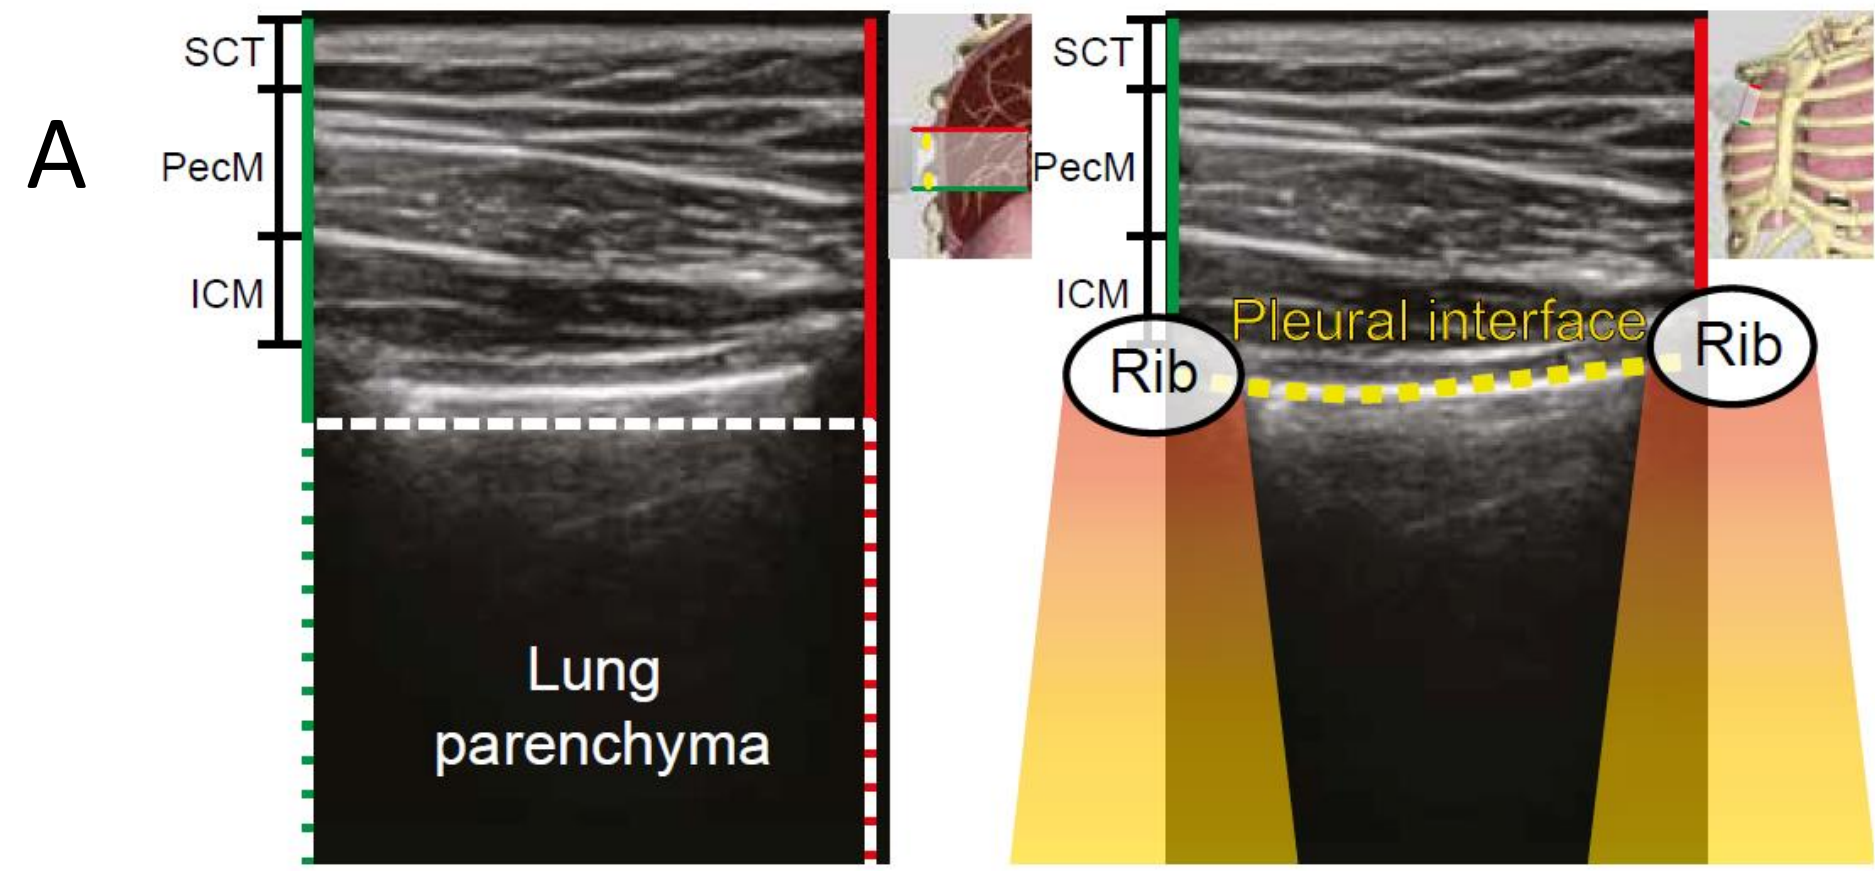 A
SCT
PecM
ICM
Lung
parenchyma
SCT
PecM
ICM
Pleural interface
Rib
Rib